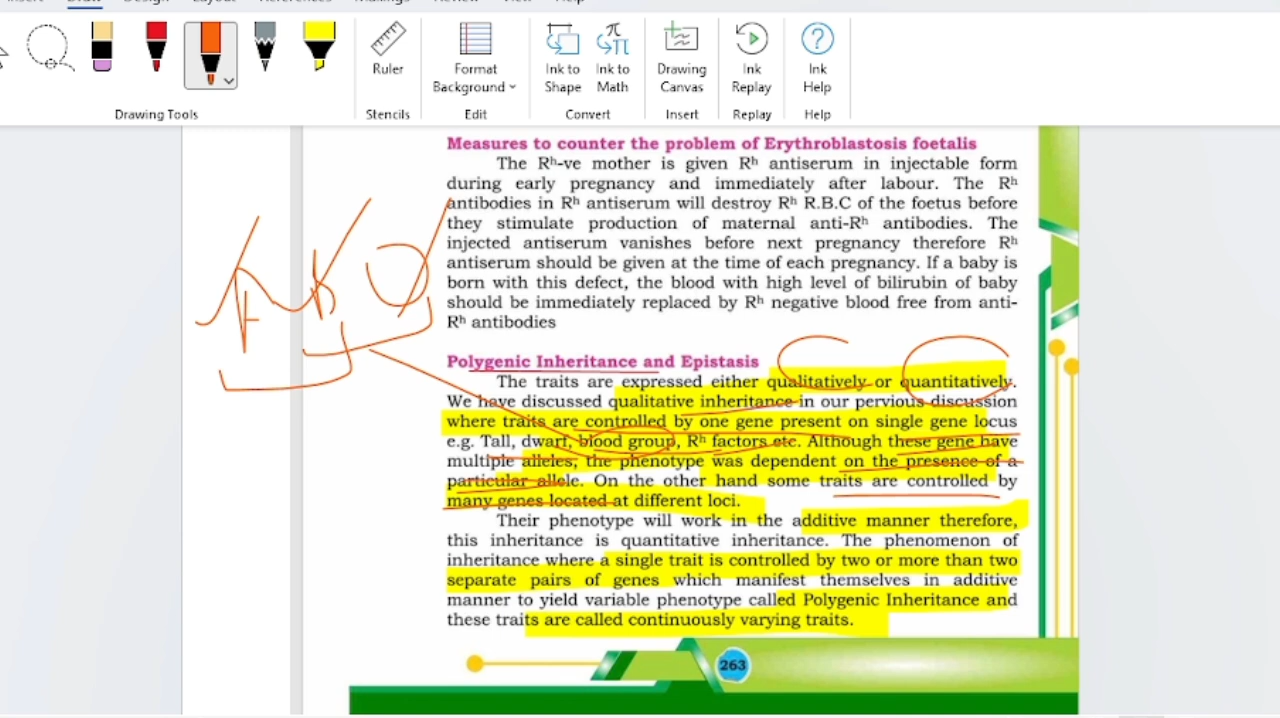 Insert Draw Design Layout References Mailings Review View Help
Ruler
Format Background
Ink to Shape
Ink to Math
Drawing Canvas
Ink Replay
Ink Help
Drawing Tools
Stencils
Edit
Convert
Insert
Replay
Help
Measures to counter the problem of Erythroblastosis foetalis
The Rʰ-ve mother is given Rʰ antiserum in injectable form
during early pregnancy and immediately after labour. The Rʰ
antibodies in Rʰ antiserum will destroy Rʰ R.B.C of the foetus before
they stimulate production of maternal anti-Rʰ antibodies. The
injected antiserum vanishes before next pregnancy therefore Rʰ
antiserum should be given at the time of each pregnancy. If a baby is
born with this defect, the blood with high level of bilirubin of baby
should be immediately replaced by Rʰ negative blood free from anti-
Rʰ antibodies
Polygenic Inheritance and Epistasis
The traits are expressed either qualitatively or quantitatively.
We have discussed qualitative inheritance in our pervious discussion
where traits are controlled by one gene present on single gene locus
e.g. Tall, dwarf, blood group, Rʰ factors etc. Although these gene have
multiple alleles; the phenotype was dependent on the presence of a
particular allele. On the other hand some traits are controlled by
many genes located at different loci.
Their phenotype will work in the additive manner therefore,
this inheritance is quantitative inheritance. The phenomenon of
inheritance where a single trait is controlled by two or more than two
separate pairs of genes which manifest themselves in additive
manner to yield variable phenotype called Polygenic Inheritance and
these traits are called continuously varying traits.
263